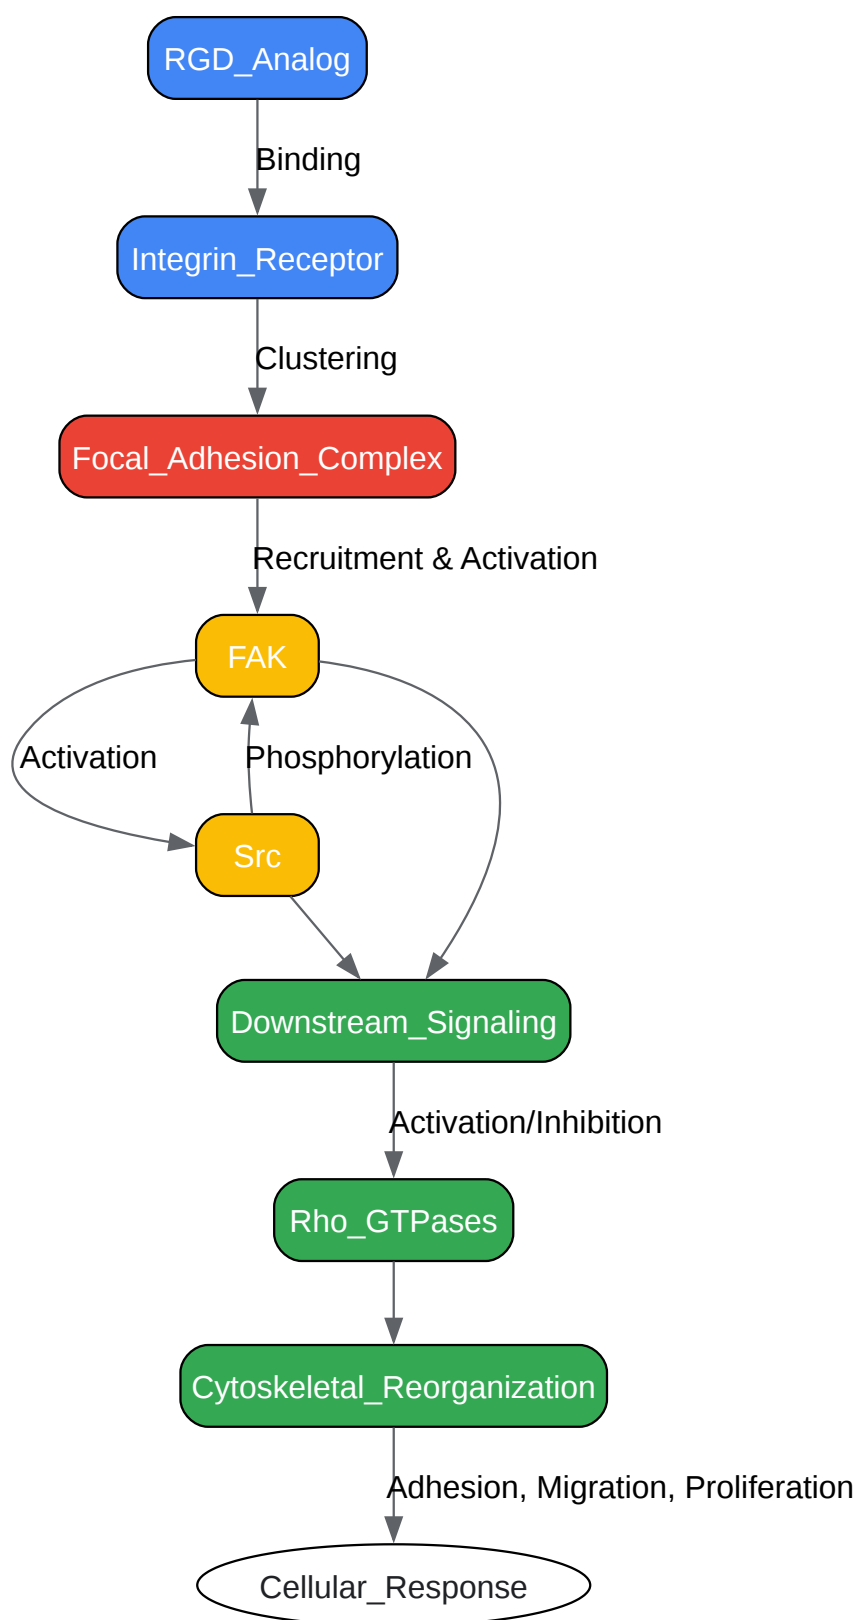 RGD_Analog
Binding
Integrin_Receptor
Clustering
Focal_Adhesion_Complex
Recruitment & Activation
FAK
Activation
Phosphorylation
Src
Downstream_Signaling
Activation/Inhibition
Rho_GTPases
Cytoskeletal_Reorganization
Adhesion, Migration, Proliferation
Cellular_Response